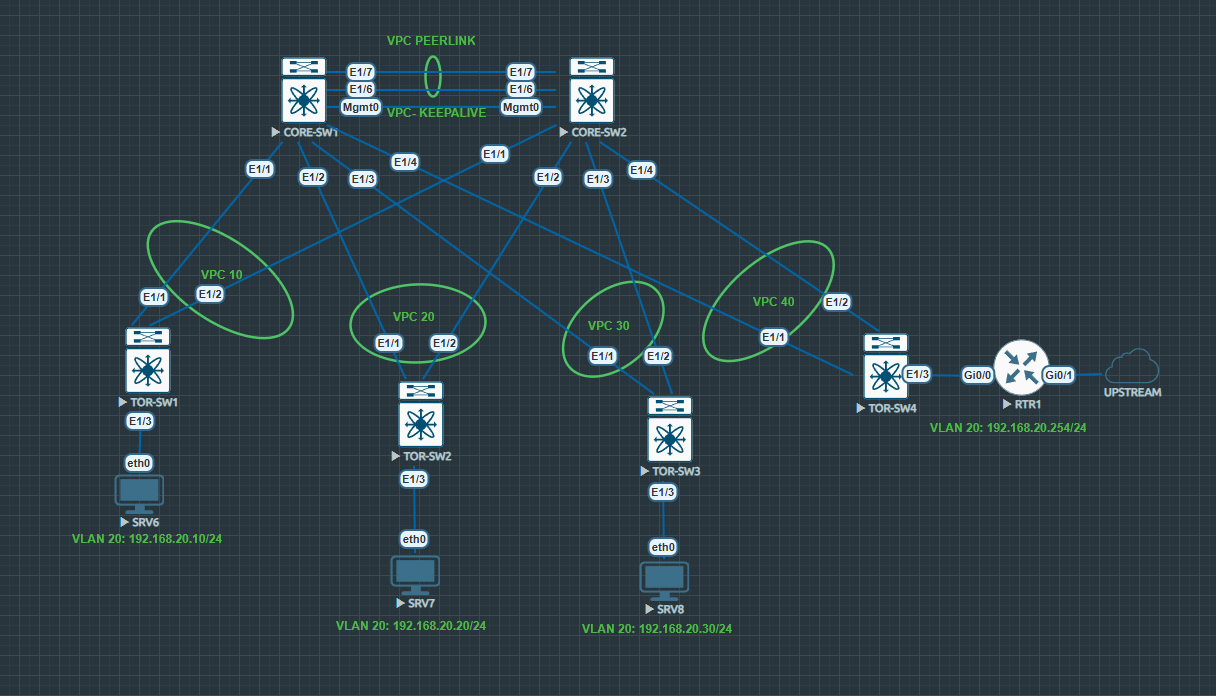 VPC PEERLINK
E1/7
E1/7
E1/6
E1/6
Mgmt0
Mgmt0
VPC- KEEPALIVE
CORE-SW1
CORE-SW2
E1/1
E1/2
E1/3
E1/4
E1/1
E1/2
E1/3
E1/4
VPC 10
E1/1
E1/2
VPC 20
E1/1
E1/2
VPC 30
E1/1
E1/2
VPC 40
E1/1
E1/2
TOR-SW1
E1/3
eth0
SRV6
VLAN 20: 192.168.20.10/24
TOR-SW2
E1/3
eth0
SRV7
VLAN 20: 192.168.20.20/24
TOR-SW3
E1/3
eth0
SRV8
VLAN 20: 192.168.20.30/24
TOR-SW4
E1/3
Gi0/0
Gi0/1
RTR1
UPSTREAM
VLAN 20: 192.168.20.254/24